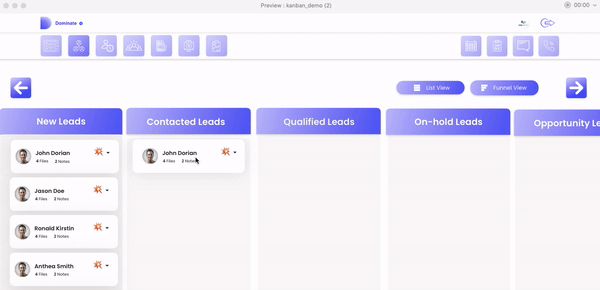 Preview : kanban_demo (2)
00:00
Dominate
List View
Funnel View
New Leads
Contacted Leads
Qualified Leads
On-hold Leads
Opportunity Le
John Dorian
4 Files 2 Notes
John Dorian
4 Files 2 Notes
Jason Doe
4 Files 2 Notes
Ronald Kirstin
4 Files 2 Notes
Anthea Smith
4 Files 2 Notes